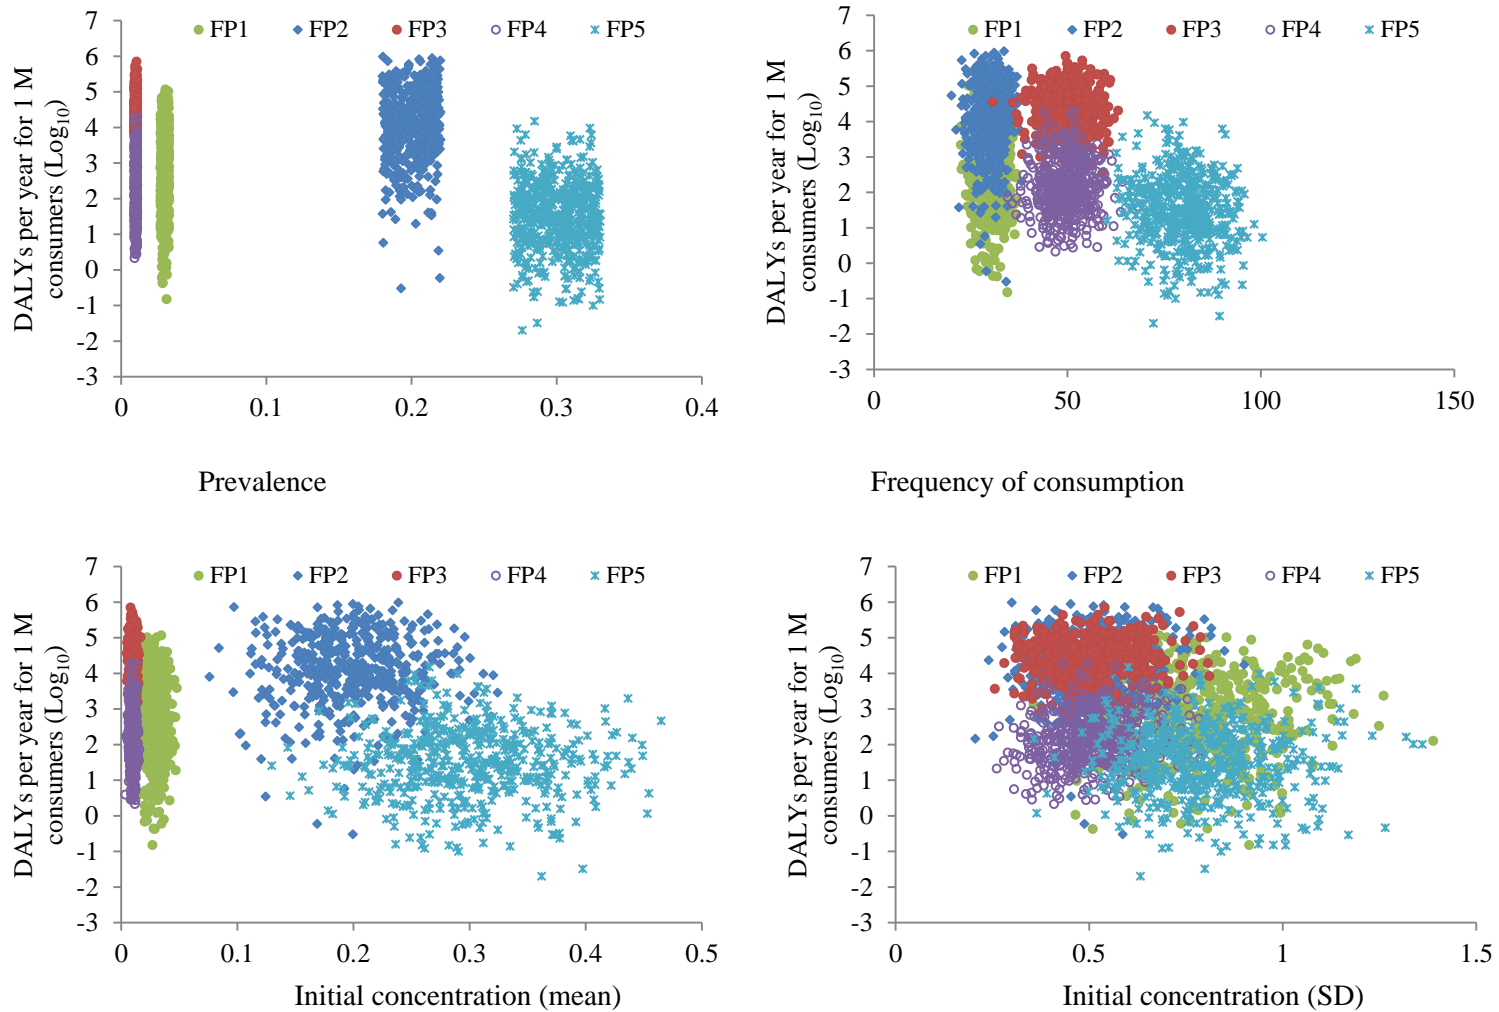 7
6
5
4
3
2
1
0
-1
-2
-3
DALYs per year for 1 M
consumers (Log10)
FP1 FP2 FP3 FP4 FP5
0 0.1 0.2 0.3 0.4
Prevalence
7
6
5
4
3
2
1
0
-1
-2
-3
DALYs per year for 1 M
consumers (Log10)
FP1 FP2 FP3 FP4 FP5
0 50 100 150
Frequency of consumption
7
6
5
4
3
2
1
0
-1
-2
-3
DALYs per year for 1 M
consumers (Log10)
FP1 FP2 FP3 FP4 FP5
0 0.1 0.2 0.3 0.4 0.5
Initial concentration (mean)
7
6
5
4
3
2
1
0
-1
-2
-3
DALYs per year for 1 M
consumers (Log10)
FP1 FP2 FP3 FP4 FP5
0 0.5 1 1.5
Initial concentration (SD)